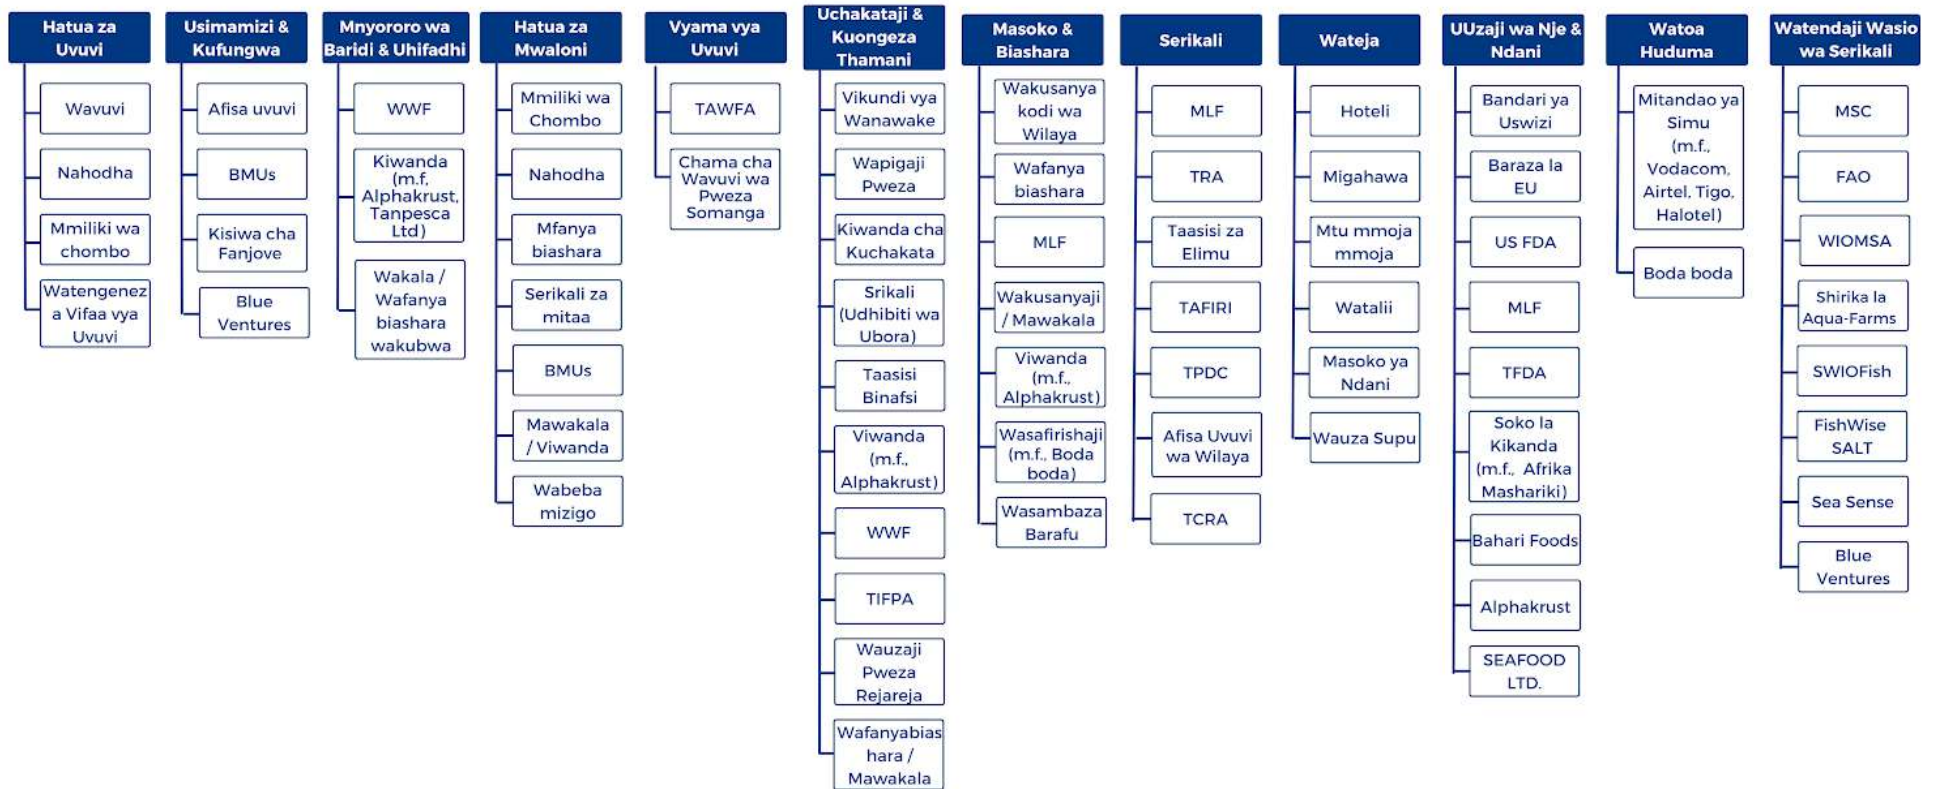 Hatua za
Uvuvi
Wavuvi
Nahodha
Mmiliki wa
chombo
Watengenez
a Vifaa vya
Uvuvi
Usimamizi &
Kufungwa
Afisa uvuvi
BMUs
Kisiwa cha
Fanjove
Blue
Ventures
Mnyororo wa
Baridi & Uhifadhi
WWF
Kiwanda
(m.f,
Alphakrust,
Tanpesca
Ltd)
Wakala /
Wafanya
biashara
wakubwa
Hatua za
Mwaloni
Mmiliki wa
Chombo
Nahodha
Mfanya
biashara
Serikali za
mitaa
BMUs
Mawakala
/ Viwanda
Wabeba
mizigo
Vyama vya
Uvuvi
TAWFA
Chama cha
Wavuvi wa
Pweza
Somanga
Uchakataji &
Kuongeza
Thamani
Vikundi vya
Wanawake
Wapigaji
Pweza
Kiwanda cha
Kuchakata
Srikali
(Udhibiti wa
Ubora)
Taasisi
Binafsi
Viwanda
(m.f.,
Alphakrust)
WWF
TIFPA
Wauzaji
Pweza
Rejareja
Wafanyabias
hara /
Mawakala
Masoko &
Biashara
Wakusanya
kodi wa
Wilaya
Wafanya
biashara
MLF
Wakusanyaji
/ Mawakala
Viwanda
(m.f.,
Alphakrust)
Wasafirishaji
(m.f., Boda
boda)
Wasambaza
Barafu
Serikali
MLF
TRA
Taasisi za
Elimu
TAFIRI
TPDC
Afisa Uvuvi
wa Wilaya
TCRA
Wateja
Hoteli
Migahawa
Mtu mmoja
mmoja
Watalii
Masoko ya
Ndani
Wauza Supu
UUzaji wa Nje &
Ndani
Bandari ya
Uswizi
Baraza la
EU
US FDA
MLF
TFDA
Soko la
Kikanda
(m.f., Afrika
Mashariki)
Bahari Foods
Alphakrust
SEAFOOD
LTD.
Watoa
Huduma
Mitandao ya
Simu
(m.f.,
Vodacom,
Airtel, Tigo,
Halotel)
Boda boda
Watendaji Wasio
wa Serikali
MSC
FAO
WIOMSA
Shirika la
Aqua-Farms
SWIOFish
FishWise
SALT
Sea Sense
Blue
Ventures